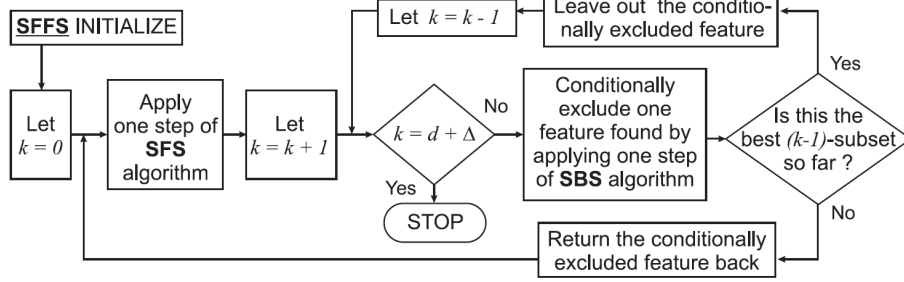 SFFS INITIALIZE
Let
k = 0
Apply
one step of
SFS
algorithm
Let
k = k + 1
Let k = k - 1
Leave out the conditio-
nally excluded feature
k = d + Δ
No
Yes
STOP
Conditionally
exclude one
feature found by
applying one step
of SBS algorithm
Yes
Is this the
best (k-1)-subset
so far ?
No
Return the conditionally
excluded feature back